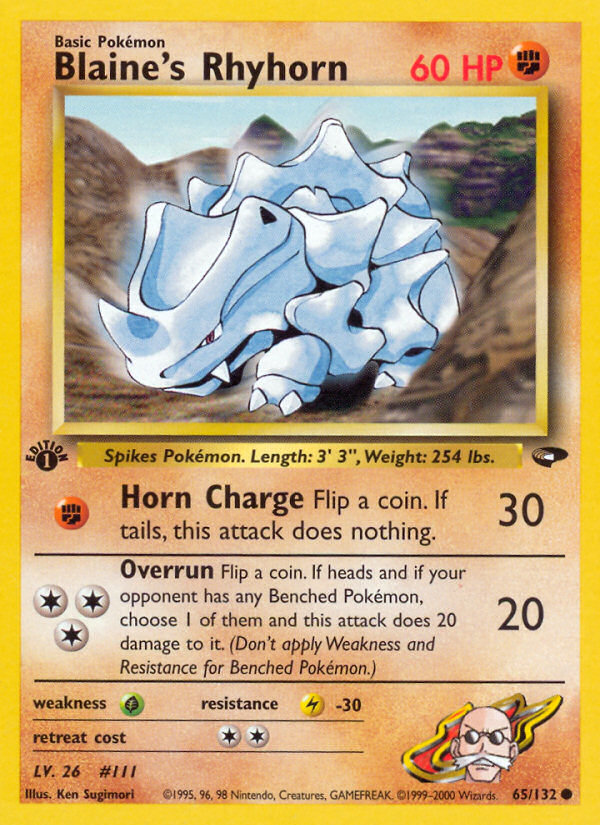 Basic Pokémon
Blaine's Rhyhorn 60 HP
EDITION
1
Spikes Pokémon. Length: 3' 3", Weight: 254 lbs.
Horn Charge Flip a coin. If
tails, this attack does nothing.
30
Overrun Flip a coin. If heads and if your
opponent has any Benched Pokémon,
choose 1 of them and this attack does 20
damage to it. (Don't apply Weakness and
Resistance for Benched Pokémon.)
20
weakness resistance -30
retreat cost
LV. 26 #111
Illus. Ken Sugimori ©1995, 96, 98 Nintendo, Creatures, GAMEFREAK. ©1999-2000 Wizards. 65/132